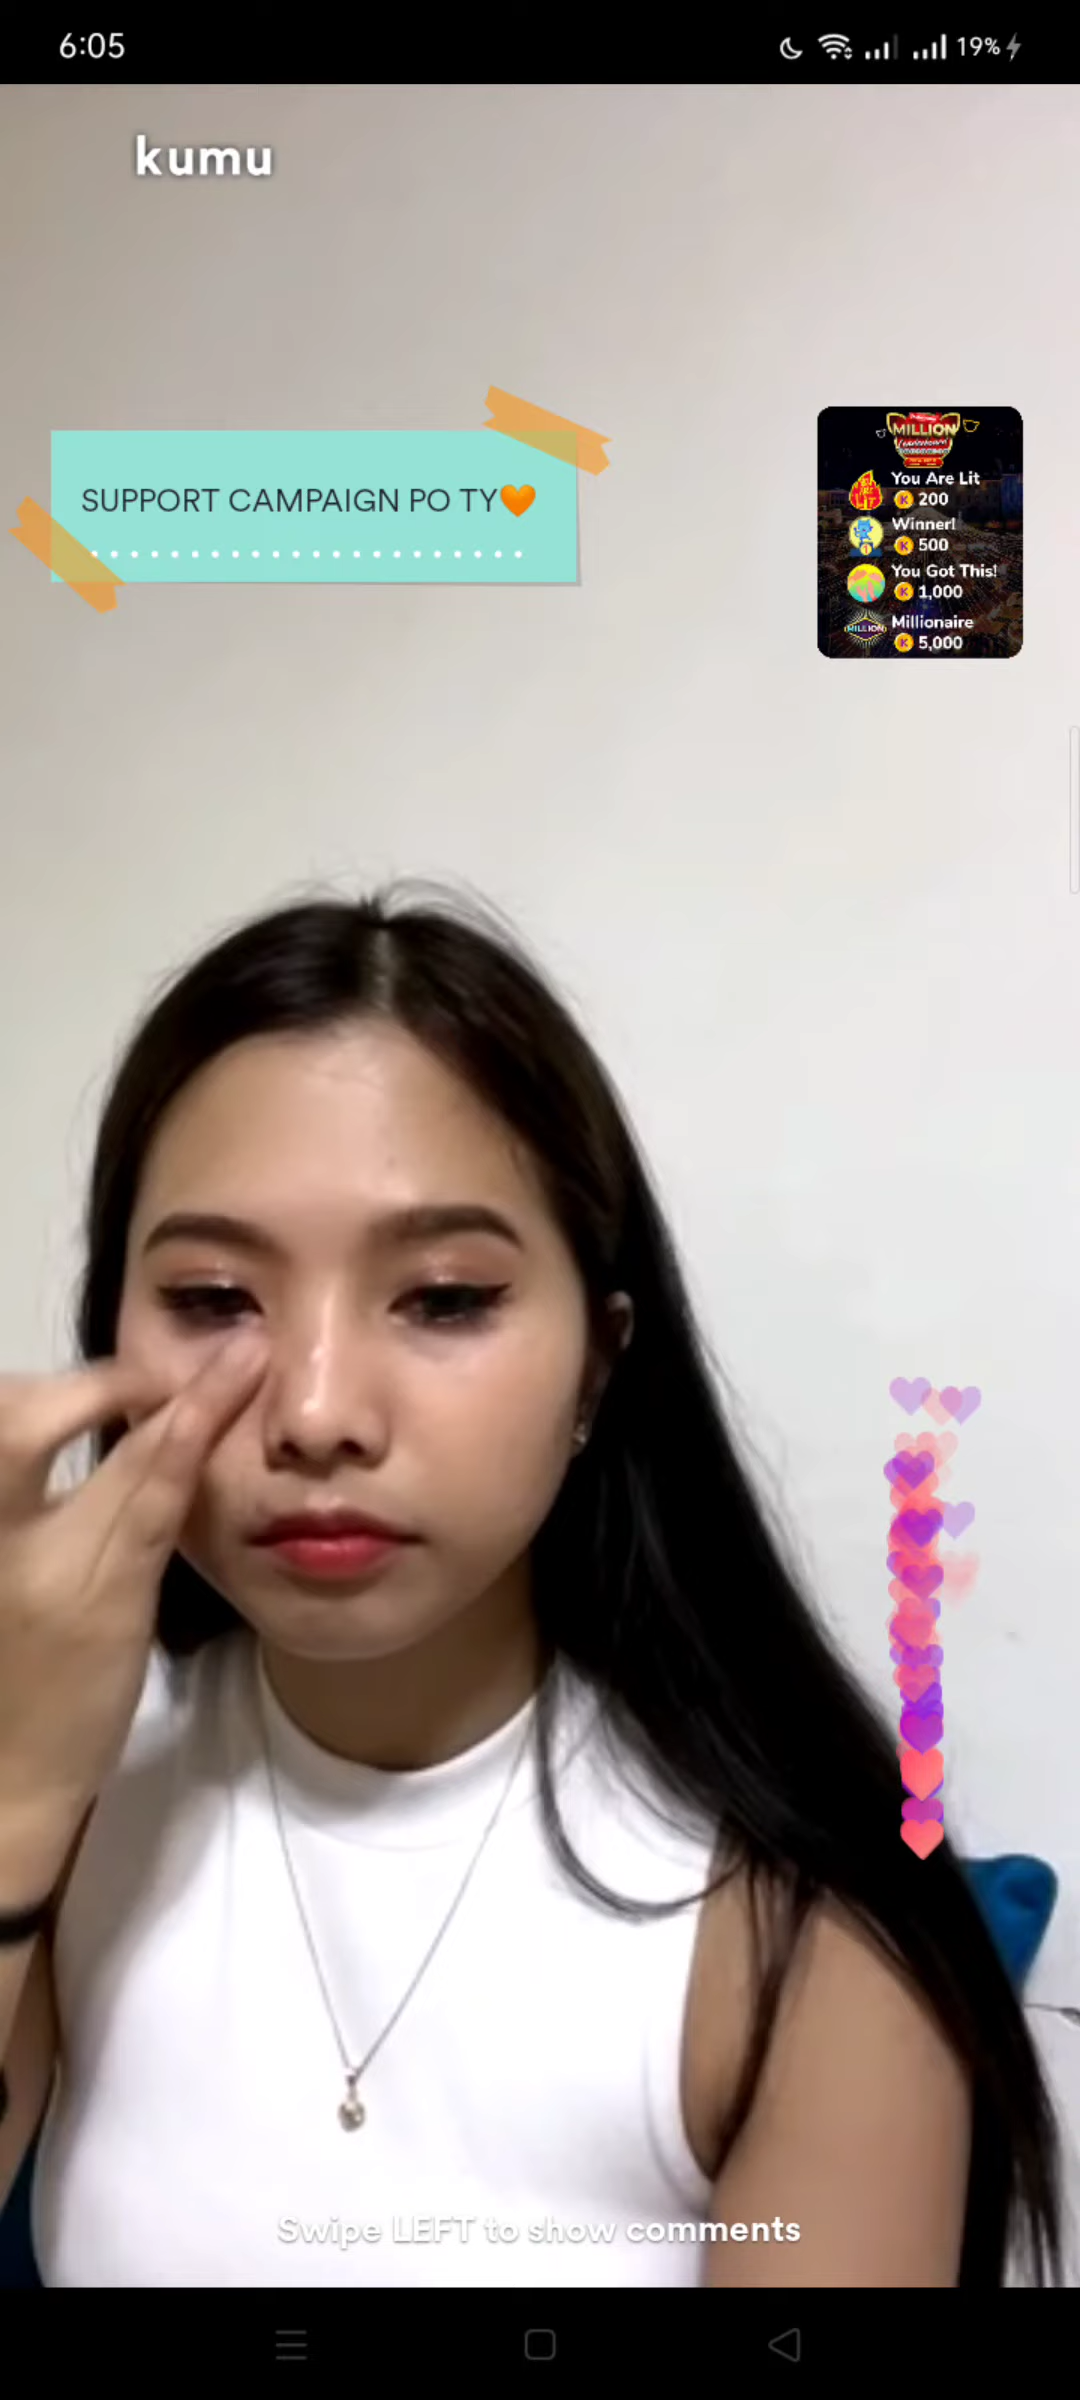 6:05
19%
kumu
SUPPORT CAMPAIGN PO TY🧡
MILLION
You Are Lit
K 200
Winner!
K 500
You Got This!
K 1,000
MILLION
Millionaire
K 5,000
Swipe LEFT to show comments